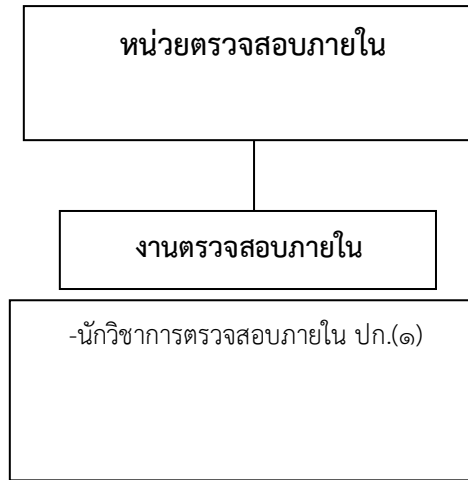 หน่วยตรวจสอบภายใน
งานตรวจสอบภายใน
-นักวิชาการตรวจสอบภายใน ปก.(๑)